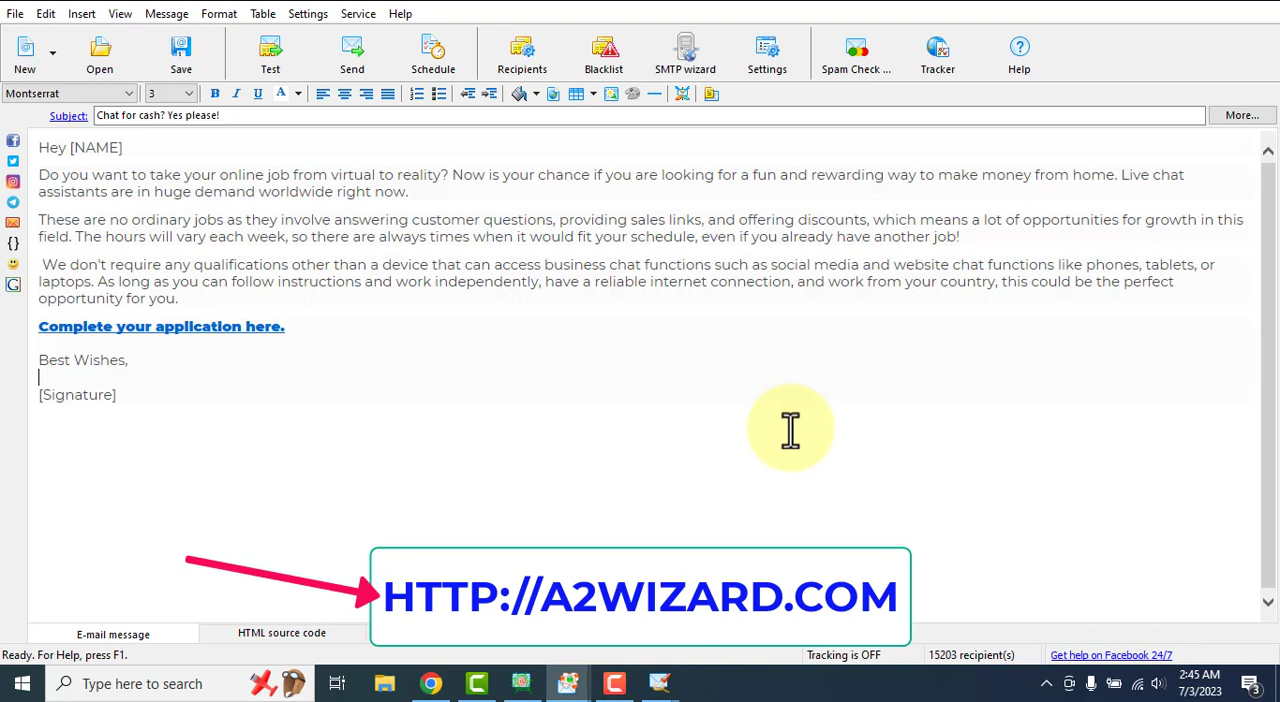 File Edit Insert View Message Format Table Settings Service Help
New Open Save Test Send Schedule Recipients Blacklist SMTP wizard Settings Spam Check ... Tracker Help
Montserrat 3 B I U A
Subject: Chat for cash? Yes please! More...
Hey [NAME]
Do you want to take your online job from virtual to reality? Now is your chance if you are looking for a fun and rewarding way to make money from home. Live chat
assistants are in huge demand worldwide right now.
These are no ordinary jobs as they involve answering customer questions, providing sales links, and offering discounts, which means a lot of opportunities for growth in this
field. The hours will vary each week, so there are always times when it would fit your schedule, even if you already have another job!
We don't require any qualifications other than a device that can access business chat functions such as social media and website chat functions like phones, tablets, or
laptops. As long as you can follow instructions and work independently, have a reliable internet connection, and work from your country, this could be the perfect
opportunity for you.
Complete your application here.
Best Wishes,
[Signature]
HTTP://A2WIZARD.COM
E-mail message HTML source code
Ready. For Help, press F1. Tracking is OFF 15203 recipient(s) Get help on Facebook 24/7
Type here to search
2:45 AM
7/3/2023
3